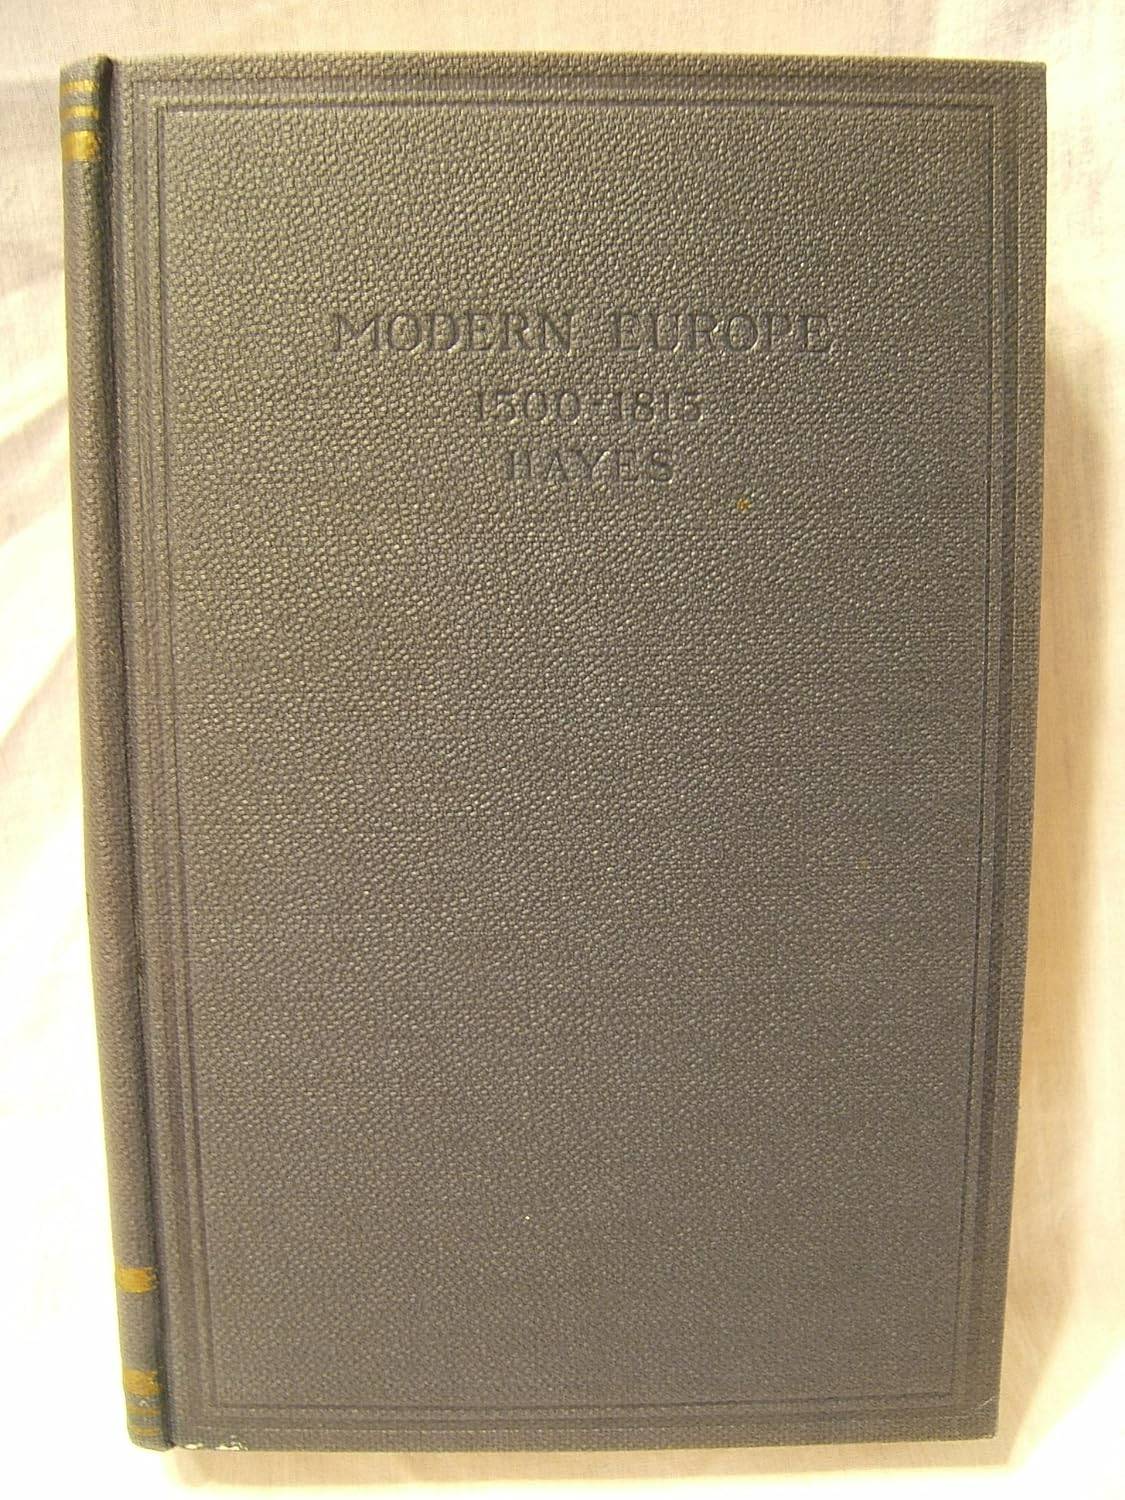 MODERN EUROPE
1500-1815
HAYES